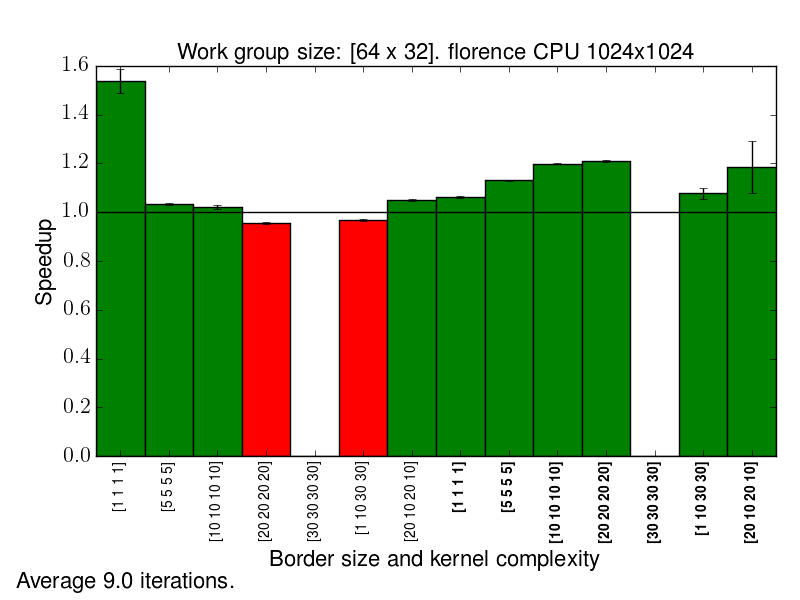 Work group size: [64 x 32]. florence CPU 1024x1024
1.6
1.4
1.2
1.0
0.8
0.6
0.4
0.2
0.0
Speedup
[1 1 1 1]
[5 5 5 5]
[10 10 10 10]
[20 20 20 20]
[30 30 30 30]
[1 10 30 30]
[20 10 20 10]
[1 1 1 1]
[5 5 5 5]
[10 10 10 10]
[20 20 20 20]
[30 30 30 30]
[1 10 30 30]
[20 10 20 10]
Border size and kernel complexity
Average 9.0 iterations.